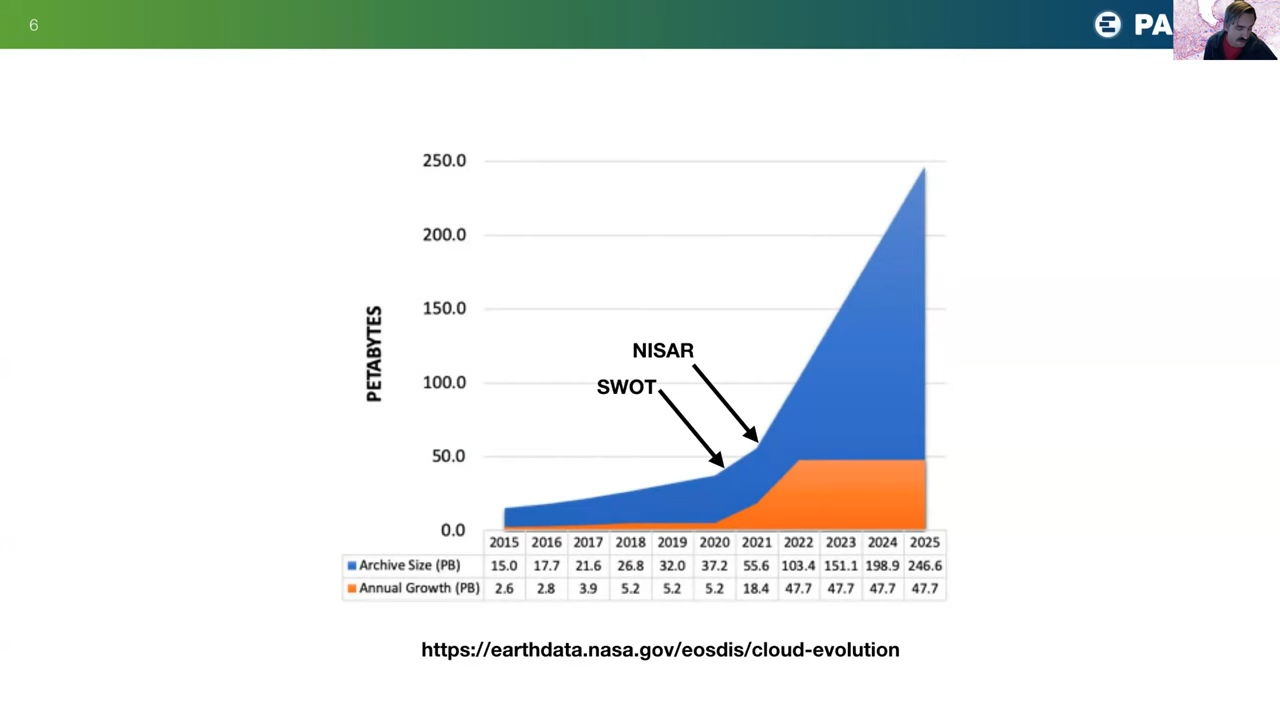 6
PA
250.0
200.0
150.0
100.0
50.0
0.0
PETABYTES
NISAR
SWOT
2015 2016 2017 2018 2019 2020 2021 2022 2023 2024 2025
Archive Size (PB) 15.0 17.7 21.6 26.8 32.0 37.2 55.6 103.4 151.1 198.9 246.6
Annual Growth (PB) 2.6 2.8 3.9 5.2 5.2 5.2 18.4 47.7 47.7 47.7 47.7
https://earthdata.nasa.gov/eosdis/cloud-evolution